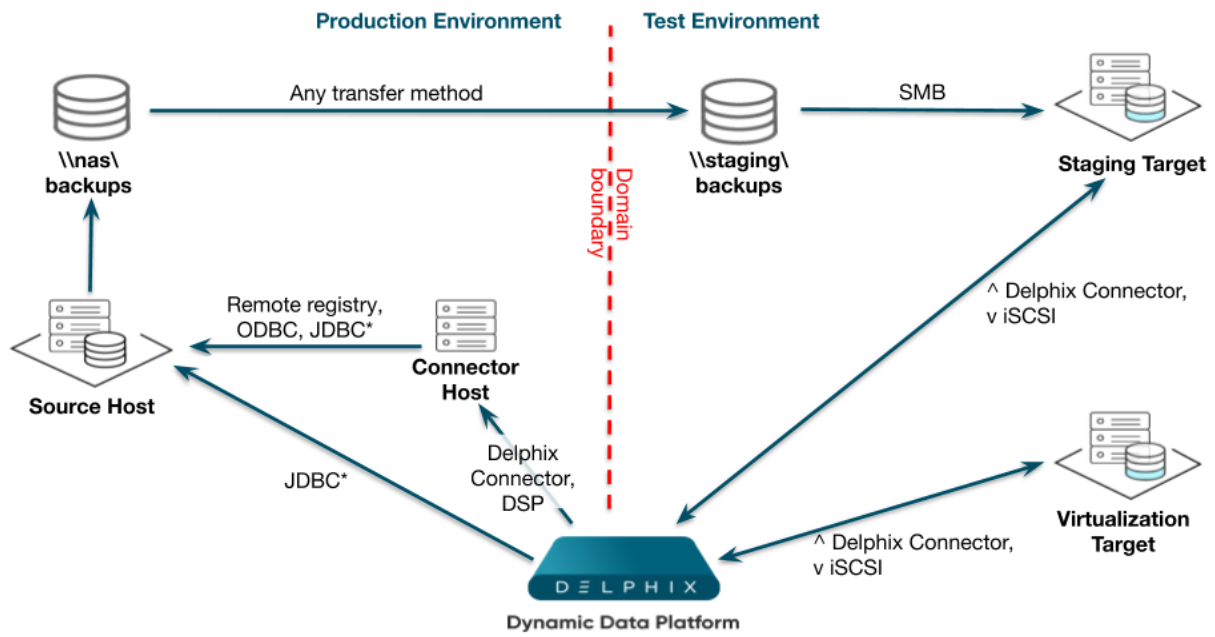 Production Environment
Test Environment
Any transfer method
SMB
\\nas\
backups
\\staging\
backups
Staging Target
Domain
boundary
Remote registry,
ODBC, JDBC*
Connector
Host
Source Host
^ Delphix Connector,
v iSCSI
JDBC*
Delphix
Connector,
DSP
Virtualization
Target
^ Delphix Connector,
v iSCSI
DELPHIX
Dynamic Data Platform